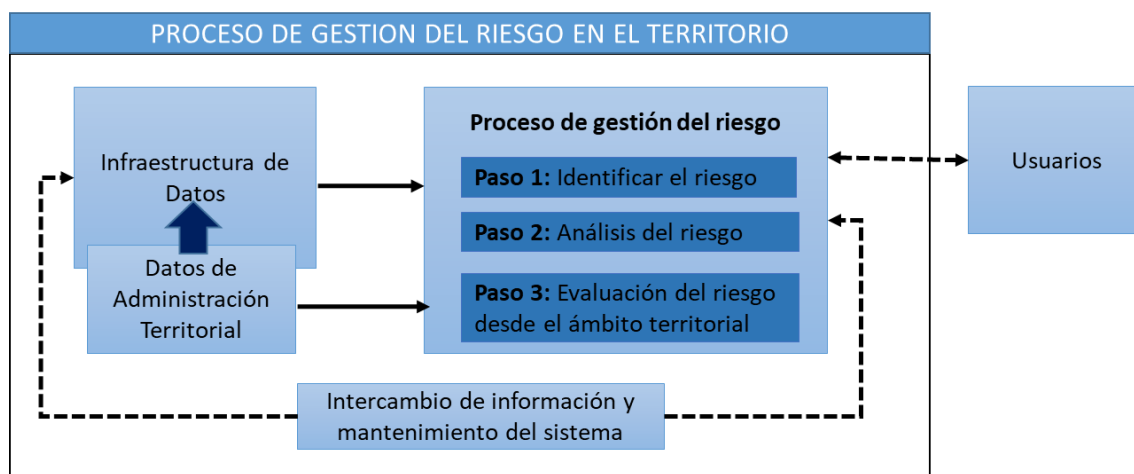 PROCESO DE GESTION DEL RIESGO EN EL TERRITORIO
Infraestructura de
Datos
Datos de
Administración
Territorial
Proceso de gestión del riesgo
Paso 1: Identificar el riesgo
Paso 2: Análisis del riesgo
Paso 3: Evaluación del riesgo
desde el ámbito territorial
Usuarios
Intercambio de información y
mantenimiento del sistema